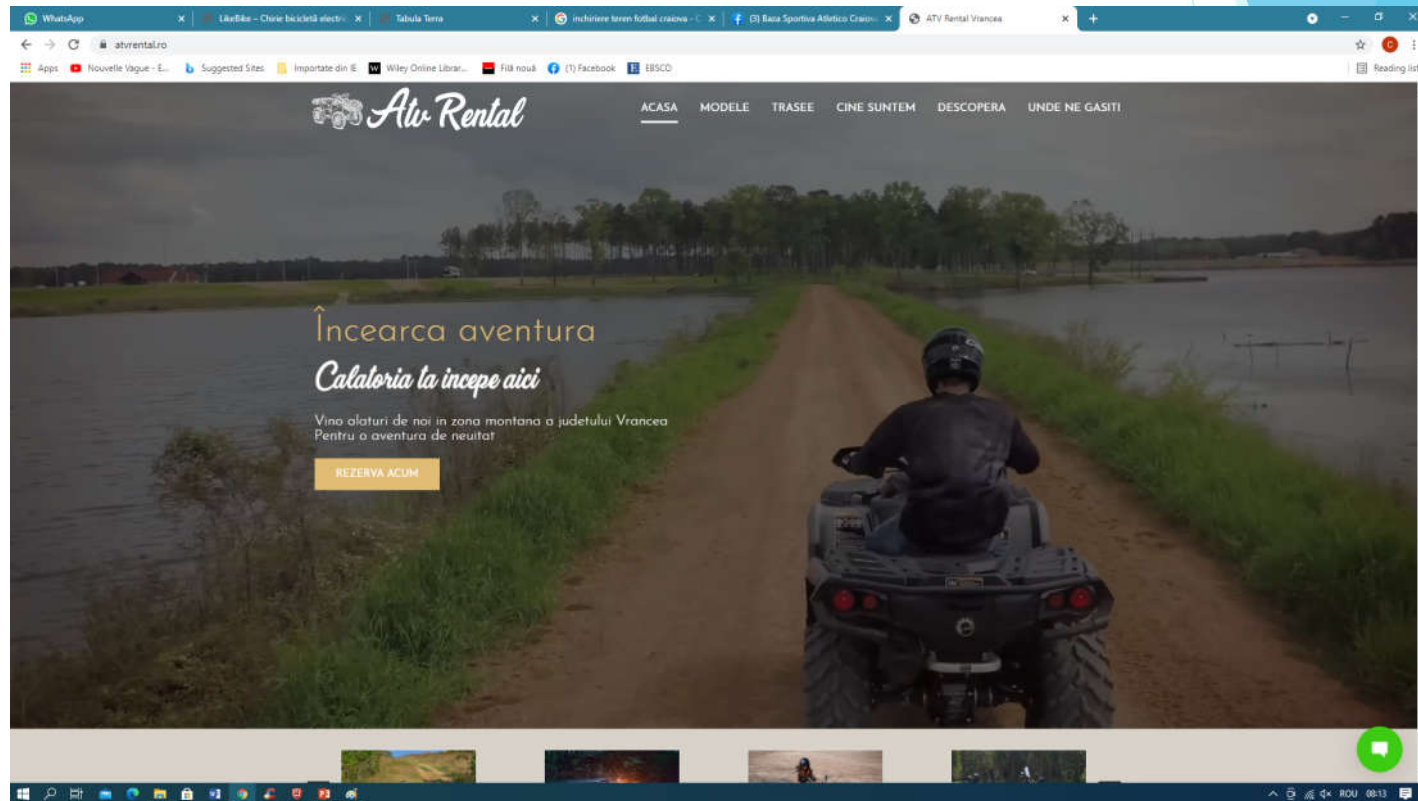 WhatsApp
LikeBike – Chirie bicicletă electric
Tabula Terra
inchiriere teren fotbal craiova - C
(3) Baza Sportiva Atletico Craiov
ATV Rental Vrancea
atvrental.ro
Apps
Nouvelle Vague - E...
Suggested Sites
Importate din IE
Wiley Online Librar...
Filă nouă
(1) Facebook
EBSCO
Reading list
Atv Rental
ACASA
MODELE
TRASEE
CINE SUNTEM
DESCOPERA
UNDE NE GASITI
Încearca aventura
Calatoria ta incepe aici
Vino alaturi de noi in zona montana a judetului Vrancea
Pentru o aventura de neuitat
REZERVA ACUM
ROU
08:13